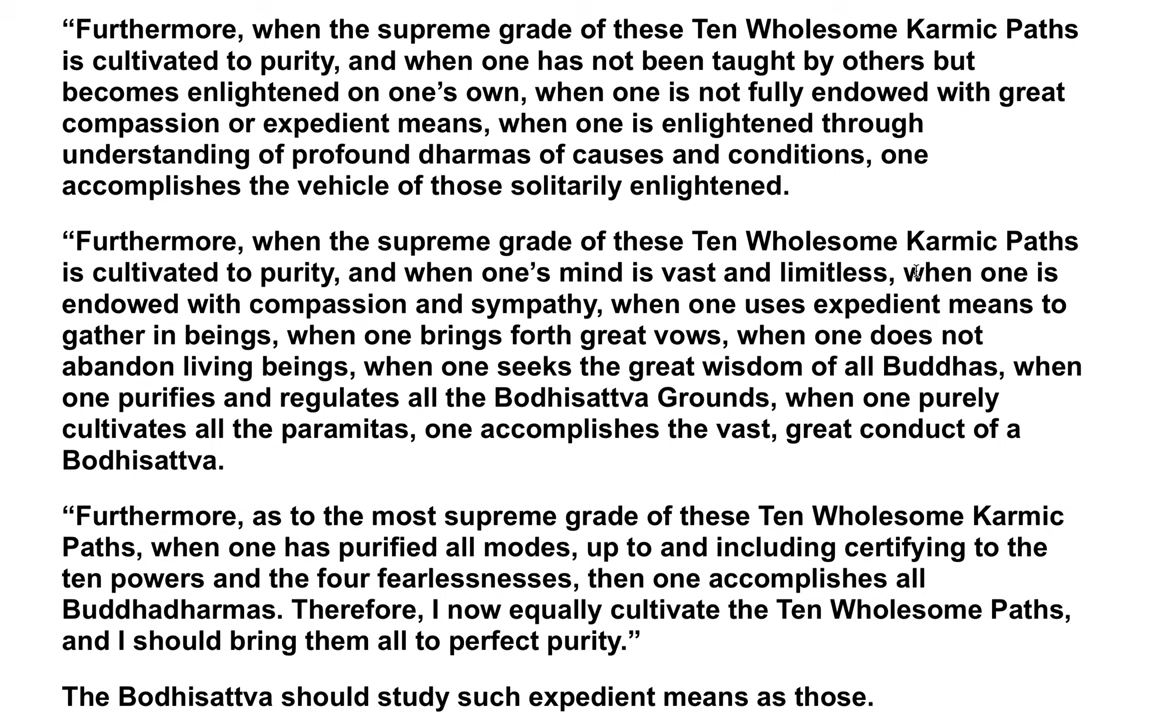 “Furthermore, when the supreme grade of these Ten Wholesome Karmic Paths
is cultivated to purity, and when one has not been taught by others but
becomes enlightened on one’s own, when one is not fully endowed with great
compassion or expedient means, when one is enlightened through
understanding of profound dharmas of causes and conditions, one
accomplishes the vehicle of those solitarily enlightened.
“Furthermore, when the supreme grade of these Ten Wholesome Karmic Paths
is cultivated to purity, and when one’s mind is vast and limitless, when one is
endowed with compassion and sympathy, when one uses expedient means to
gather in beings, when one brings forth great vows, when one does not
abandon living beings, when one seeks the great wisdom of all Buddhas, when
one purifies and regulates all the Bodhisattva Grounds, when one purely
cultivates all the paramitas, one accomplishes the vast, great conduct of a
Bodhisattva.
“Furthermore, as to the most supreme grade of these Ten Wholesome Karmic
Paths, when one has purified all modes, up to and including certifying to the
ten powers and the four fearlessnesses, then one accomplishes all
Buddhadharmas. Therefore, I now equally cultivate the Ten Wholesome Paths,
and I should bring them all to perfect purity.”
The Bodhisattva should study such expedient means as those.